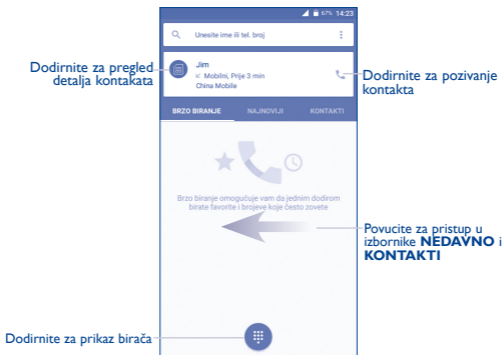 67% 14:23
Unesite ime ili tel. broj
Dodirnite za pregled
detalja kontakata
Jim
Mobilni, Prije 3 min
China Mobile
Dodirnite za pozivanje
kontakta
BRZO BIRANJE NAJNOVIJI KONTAKTI
Brzo biranje omogućuje vam da jednim dodirom
birate favorite i brojeve koje često zovete
Povucite za pristup u
izbornike NEDAVNO i
KONTAKTI
Dodirnite za prikaz birača